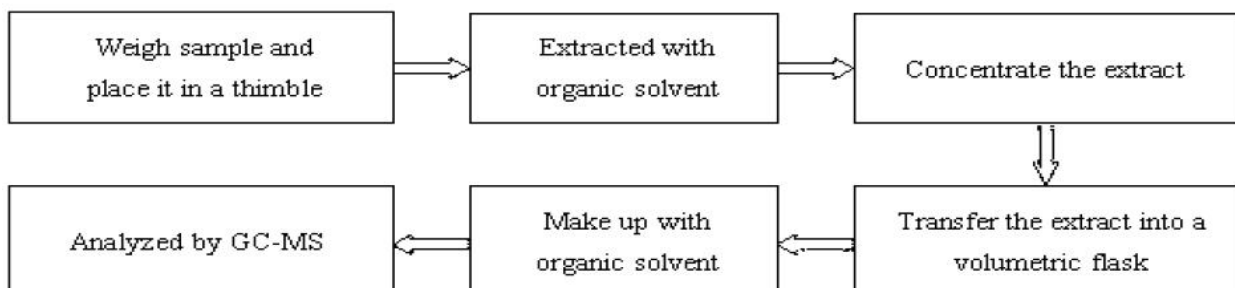 Weigh sample and
place it in a thimble
Extracted with
organic solvent
Concentrate the extract
Transfer the extract into a
volumetric flask
Make up with
organic solvent
Analyzed by GC-MS